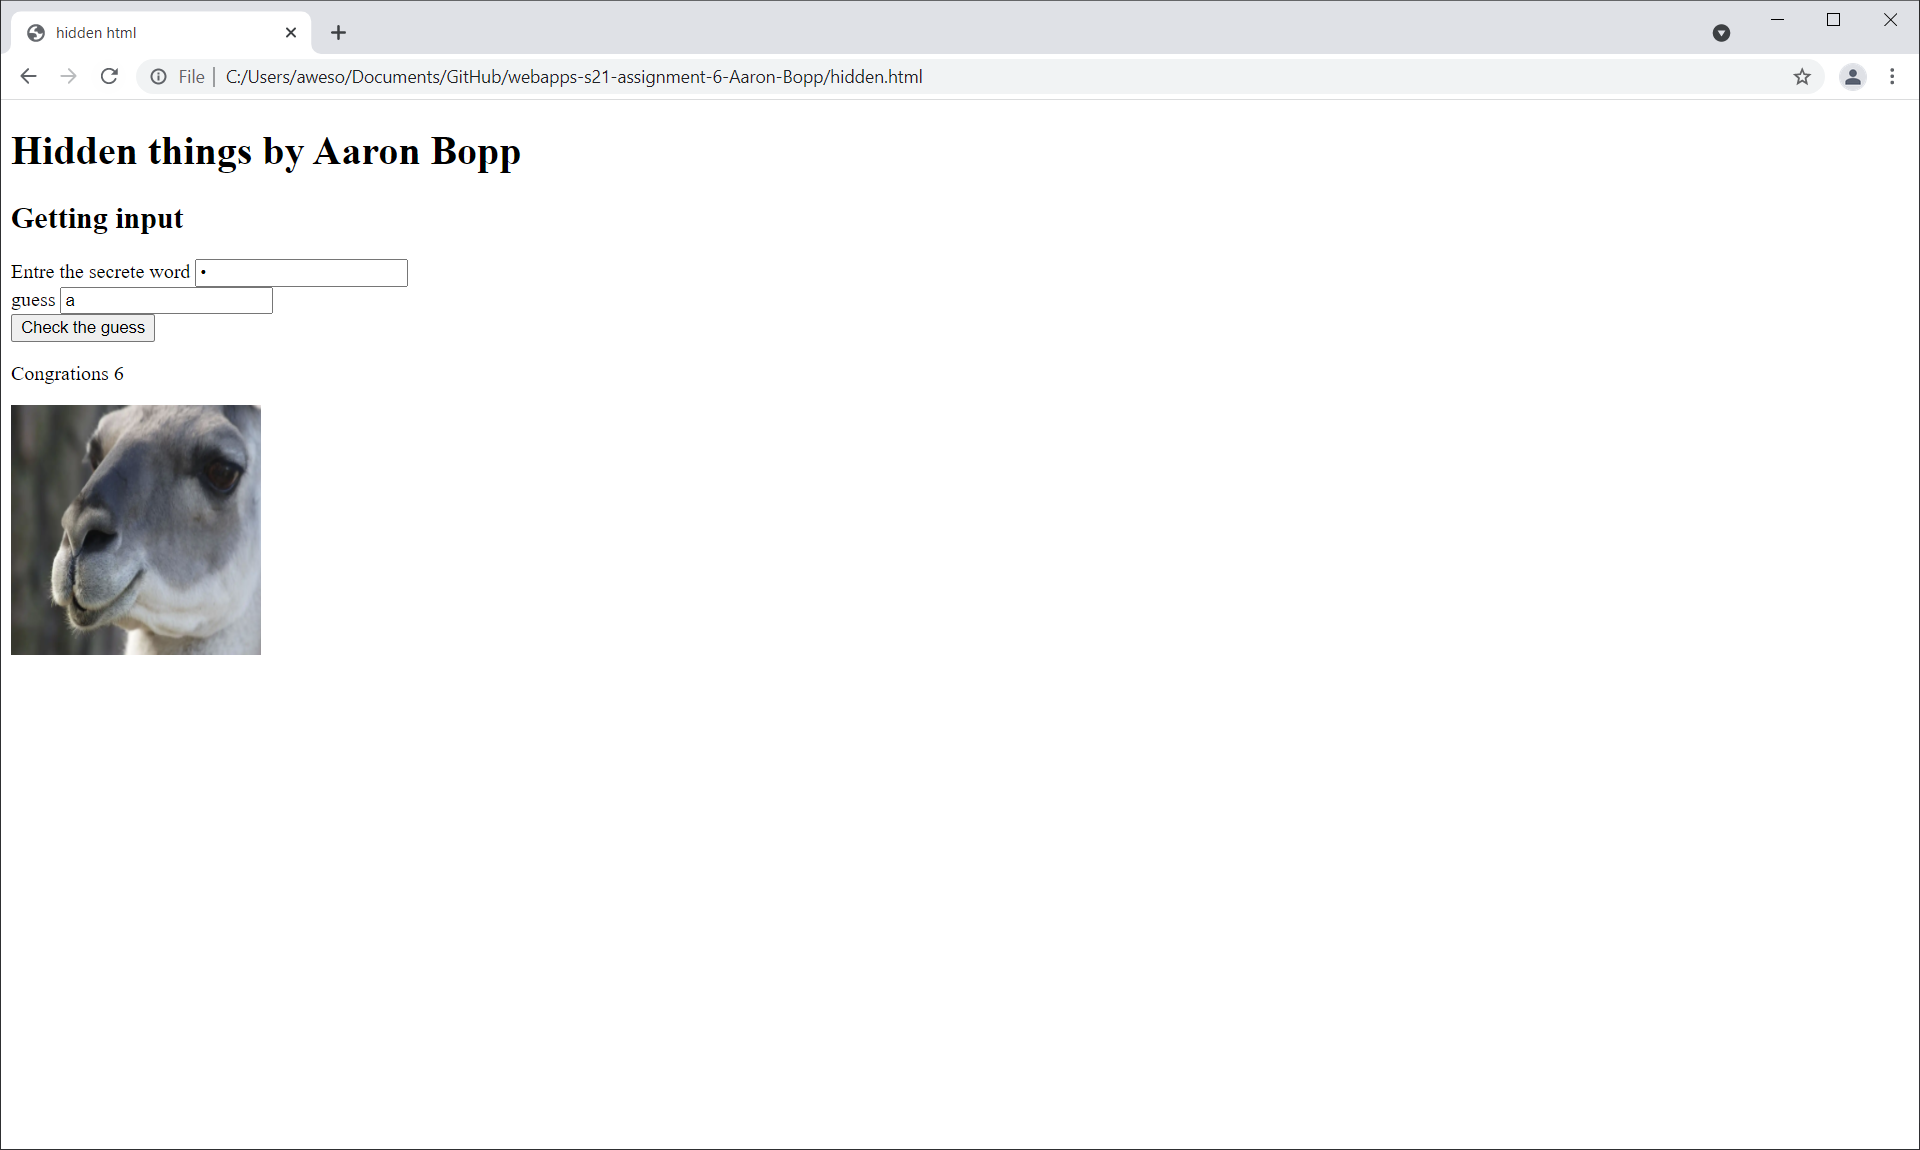 hidden html
File | C:/Users/aweso/Documents/GitHub/webapps-s21-assignment-6-Aaron-Bopp/hidden.html
Hidden things by Aaron Bopp
Getting input
Entre the secrete word •
guess a
Check the guess
Congrations 6